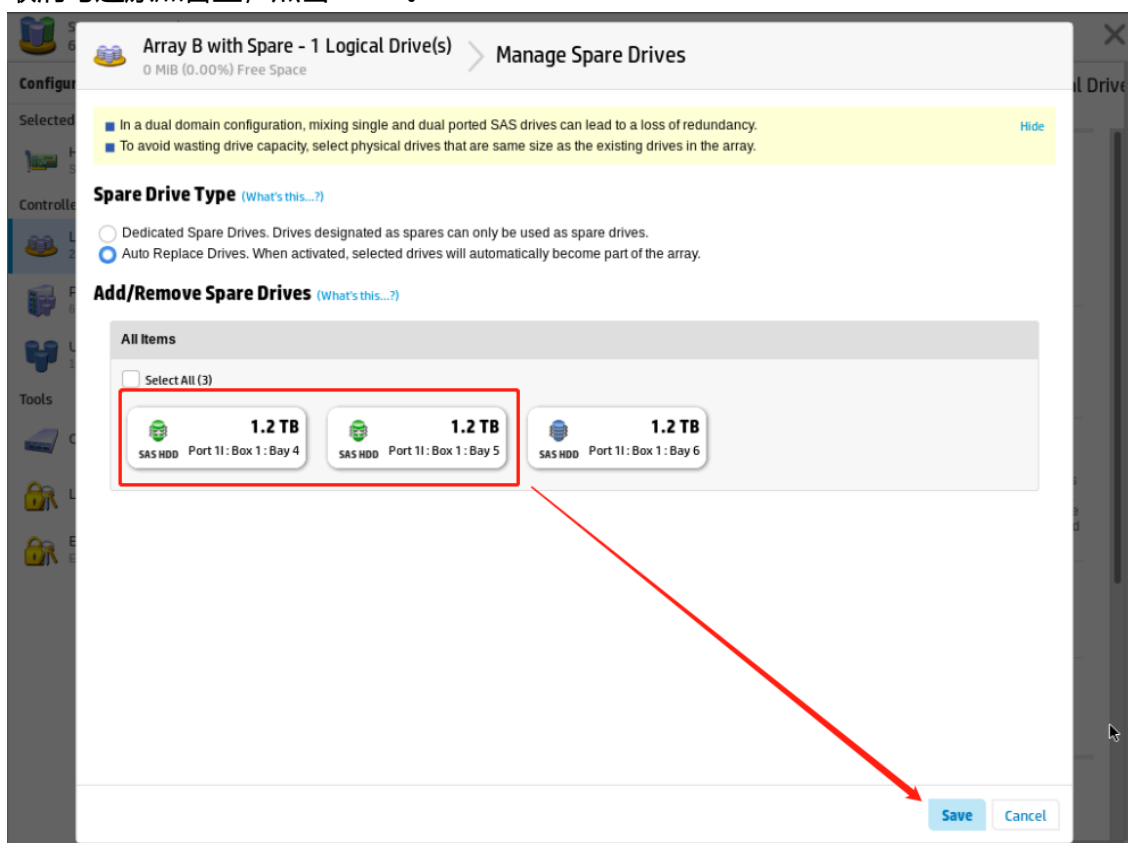 Array B with Spare - 1 Logical Drive(s)
0 MiB (0.00%) Free Space
Manage Spare Drives
Configur
l Drive
Selected
Controlle
Tools
In a dual domain configuration, mixing single and dual ported SAS drives can lead to a loss of redundancy.
Hide
To avoid wasting drive capacity, select physical drives that are same size as the existing drives in the array.
Spare Drive Type (What's this...?)
Dedicated Spare Drives. Drives designated as spares can only be used as spare drives.
Auto Replace Drives. When activated, selected drives will automatically become part of the array.
Add/Remove Spare Drives (What's this...?)
All Items
Select All (3)
1.2 TB
SAS HDD Port 1I : Box 1 : Bay 4
1.2 TB
SAS HDD Port 1I : Box 1 : Bay 5
1.2 TB
SAS HDD Port 1I : Box 1 : Bay 6
Save
Cancel